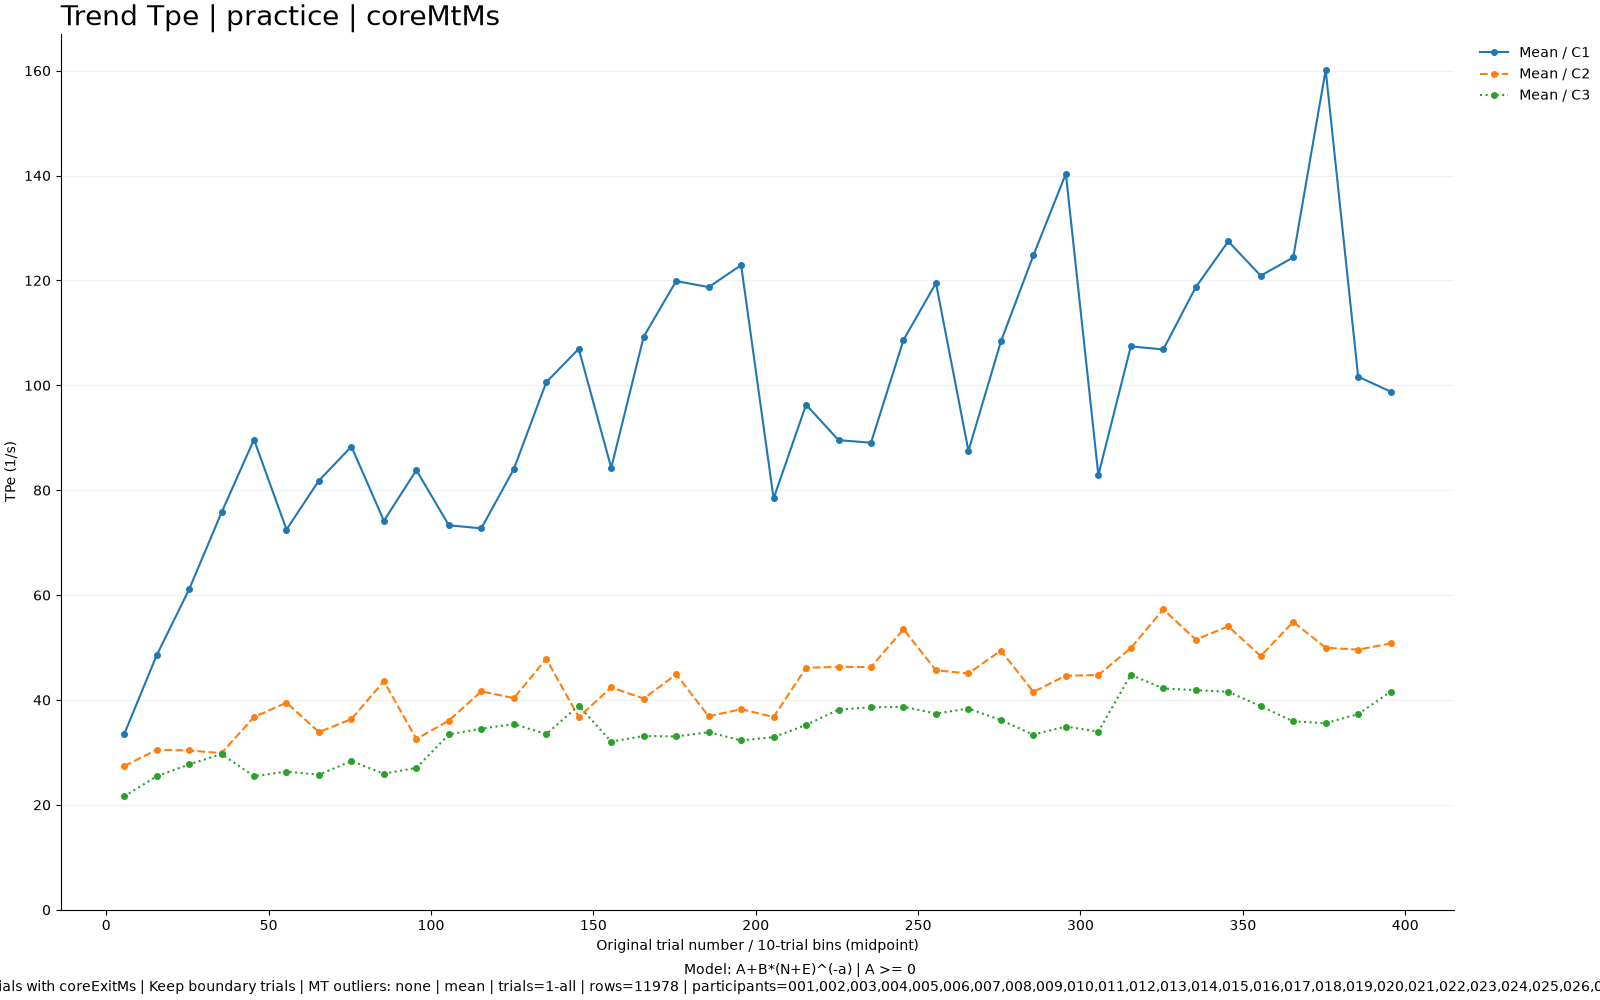 Trend Tpe | practice | coreMtMs
Mean / C1
Mean / C2
Mean / C3
160
140
120
100
80
60
40
20
0
TPe (1/s)
0 50 100 150 200 250 300 350 400
Original trial number / 10-trial bins (midpoint)
Model: A+B*(N+E)^(-a) | A >= 0
ials with coreExitMs | Keep boundary trials | MT outliers: none | mean | trials=1-all | rows=11978 | participants=001,002,003,004,005,006,007,008,009,010,011,012,013,014,015,016,017,018,019,020,021,022,023,024,025,026,0